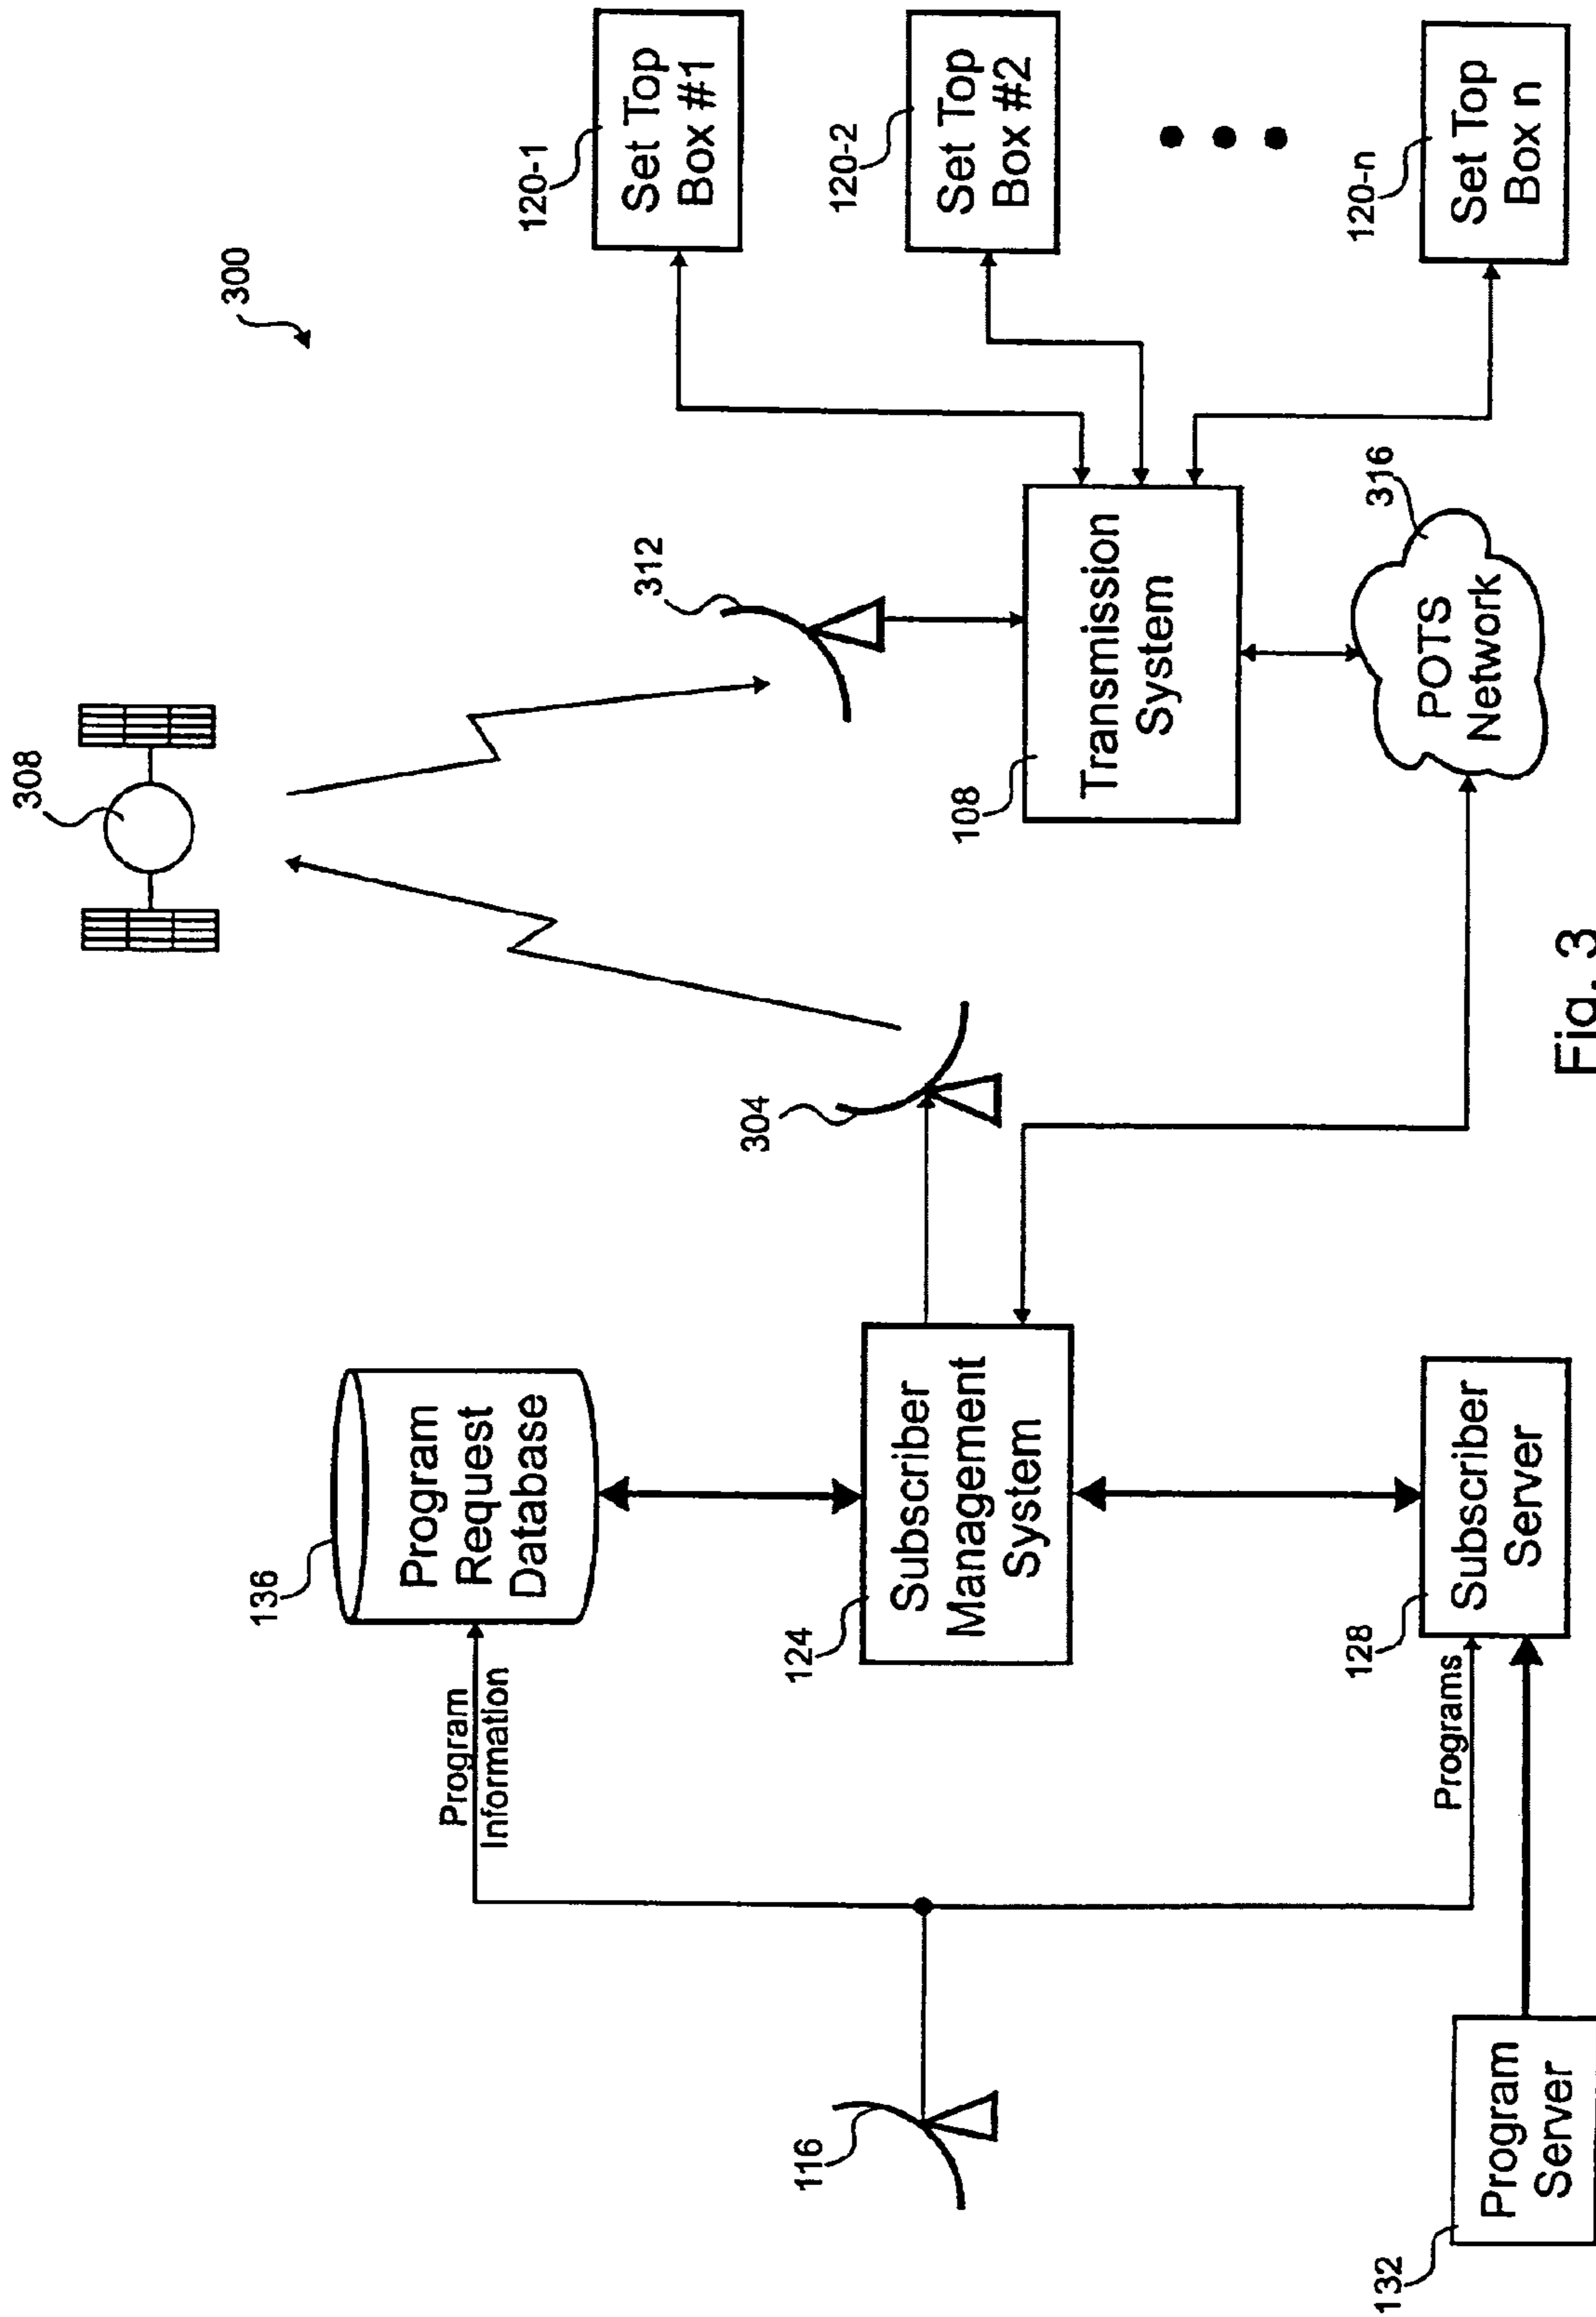 308
300
136
Program
Request
Database
Program
Information
304
312
120-1
Set Top
Box #1
116
124
Subscriber
Management
System
108
Transmission
System
120-2
Set Top
Box #2
132
Program
Server
Programs
128
Subscriber
Server
316
POTS
Network
120-n
Set Top
Box n
Fig. 3